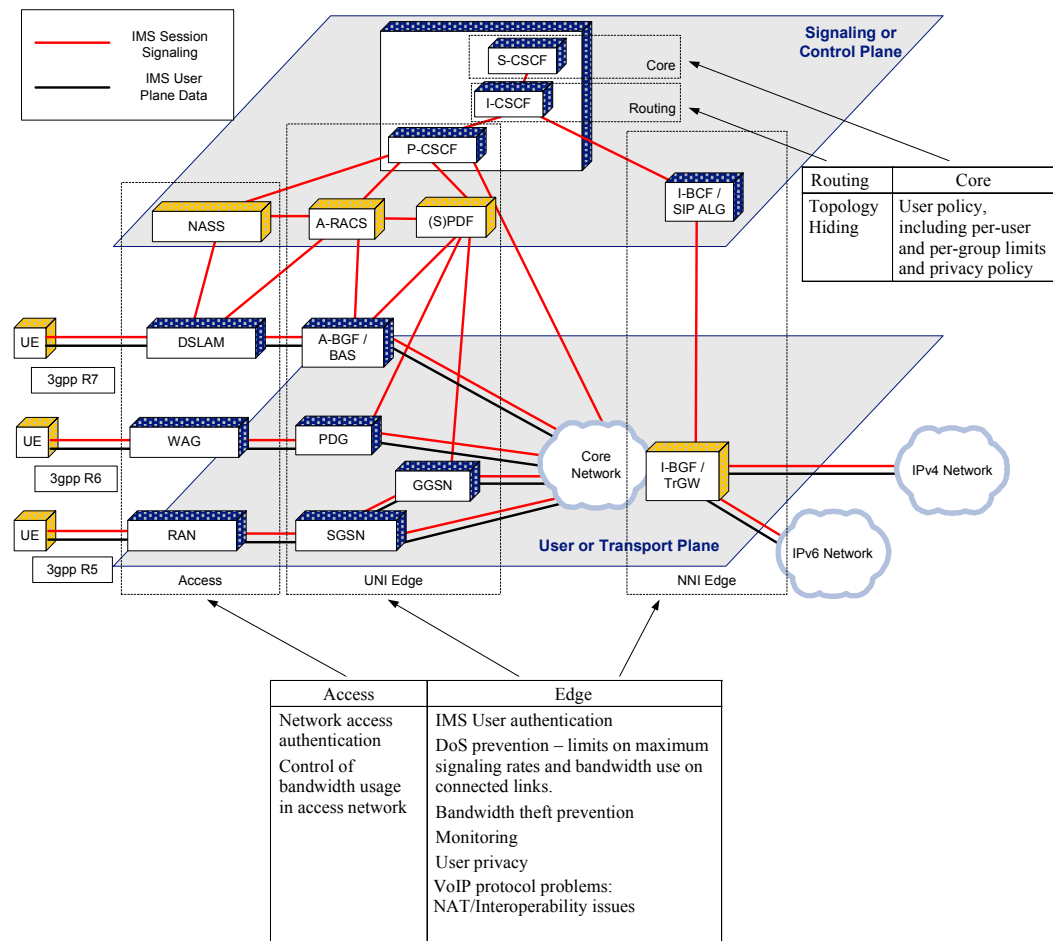 IMS Session
Signaling
IMS User
Plane Data
Signaling or
Control Plane
S-CSCF
Core
I-CSCF
Routing
P-CSCF
NASS
A-RACS
(S)PDF
I-BCF /
SIP ALG
Routing
Core
Topology
Hiding
User policy,
including per-user
and per-group limits
and privacy policy
UE
DSLAM
A-BGF /
BAS
3gpp R7
UE
WAG
PDG
3gpp R6
GGSN
Core
Network
I-BGF /
TrGW
IPv4 Network
UE
RAN
SGSN
3gpp R5
User or Transport Plane
IPv6 Network
Access
UNI Edge
NNI Edge
Access
Network access
authentication
Control of
bandwidth usage
in access network
Edge
IMS User authentication
DoS prevention – limits on maximum
signaling rates and bandwidth use on
connected links.
Bandwidth theft prevention
Monitoring
User privacy
VoIP protocol problems:
NAT/Interoperability issues